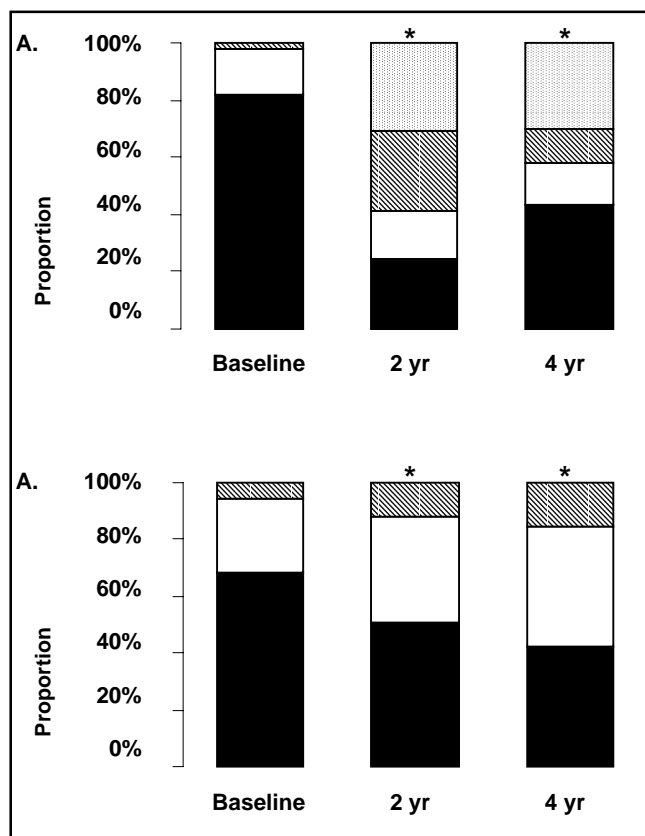 A.
100%
*
*
80%
60%
40%
20%
0%
Proportion
Baseline
2 yr
4 yr
A.
100%
*
*
80%
60%
40%
20%
0%
Proportion
Baseline
2 yr
4 yr